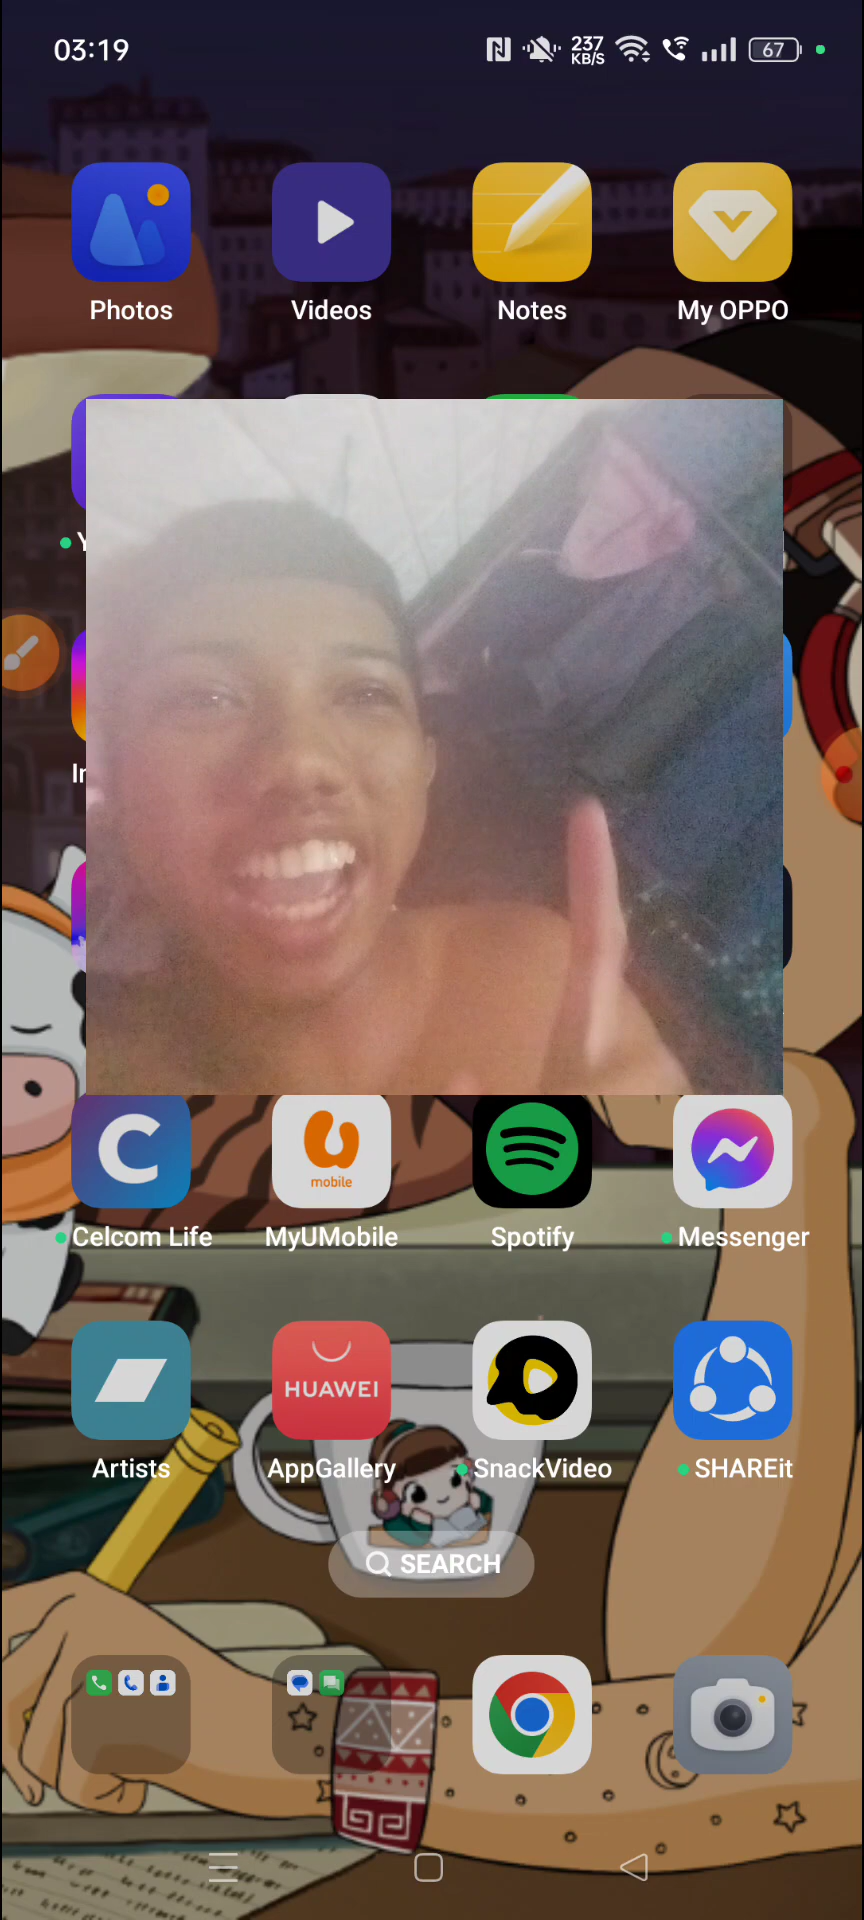 03:19
237
KB/S
67
Photos Videos Notes My OPPO
Y
In
mobile
Celcom Life MyUMobile Spotify Messenger
HUAWEI
Artists AppGallery SnackVideo SHAREit
SEARCH